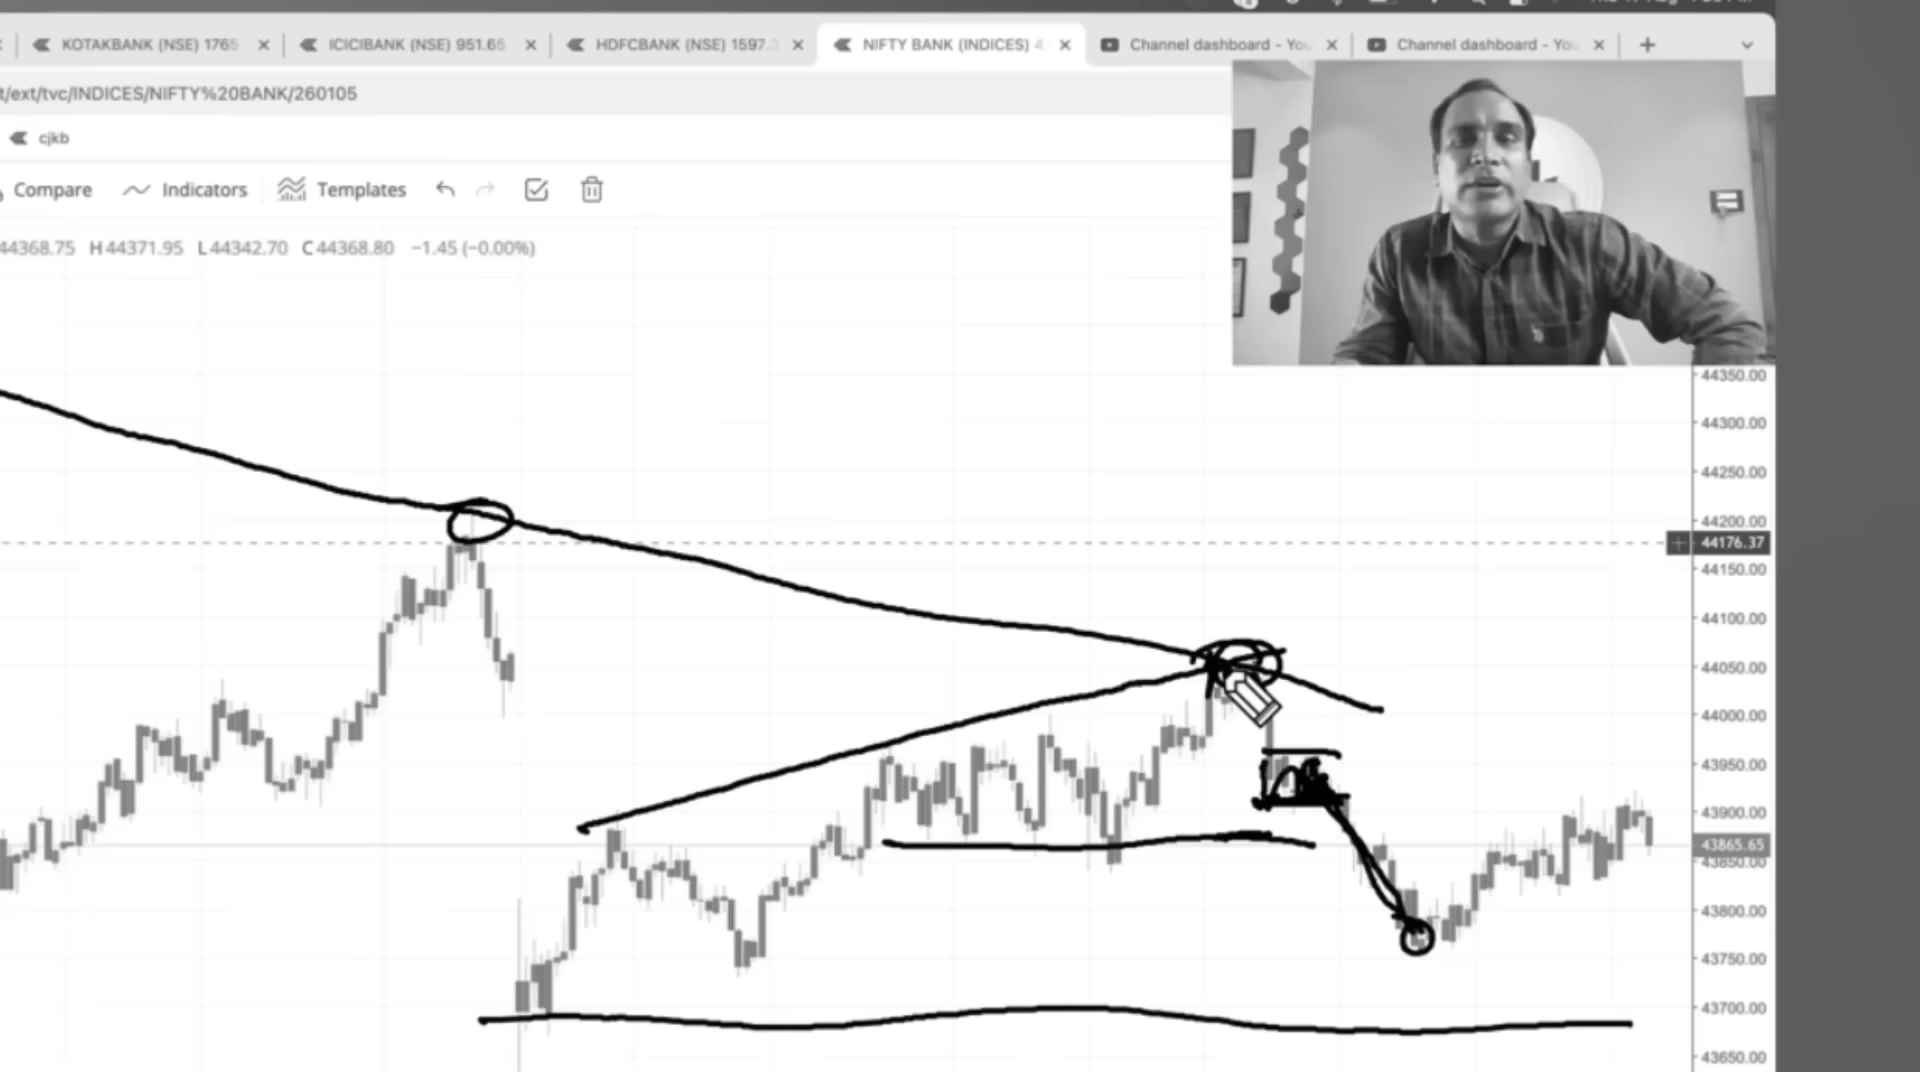 KOTAKBANK (NSE) 1765
ICICIBANK (NSE) 951.65
HDFCBANK (NSE) 1597.
NIFTY BANK (INDICES) 4
Channel dashboard - You
Channel dashboard - You
t/ext/tvc/INDICES/NIFTY%20BANK/260105
cjkb
Compare
Indicators
Templates
44368.75 H44371.95 L44342.70 C44368.80 −1.45 (−0.00%)
44350.00
44300.00
44250.00
44200.00
44176.37
44150.00
44100.00
44050.00
44000.00
43950.00
43900.00
43865.65
43850.00
43800.00
43750.00
43700.00
43650.00